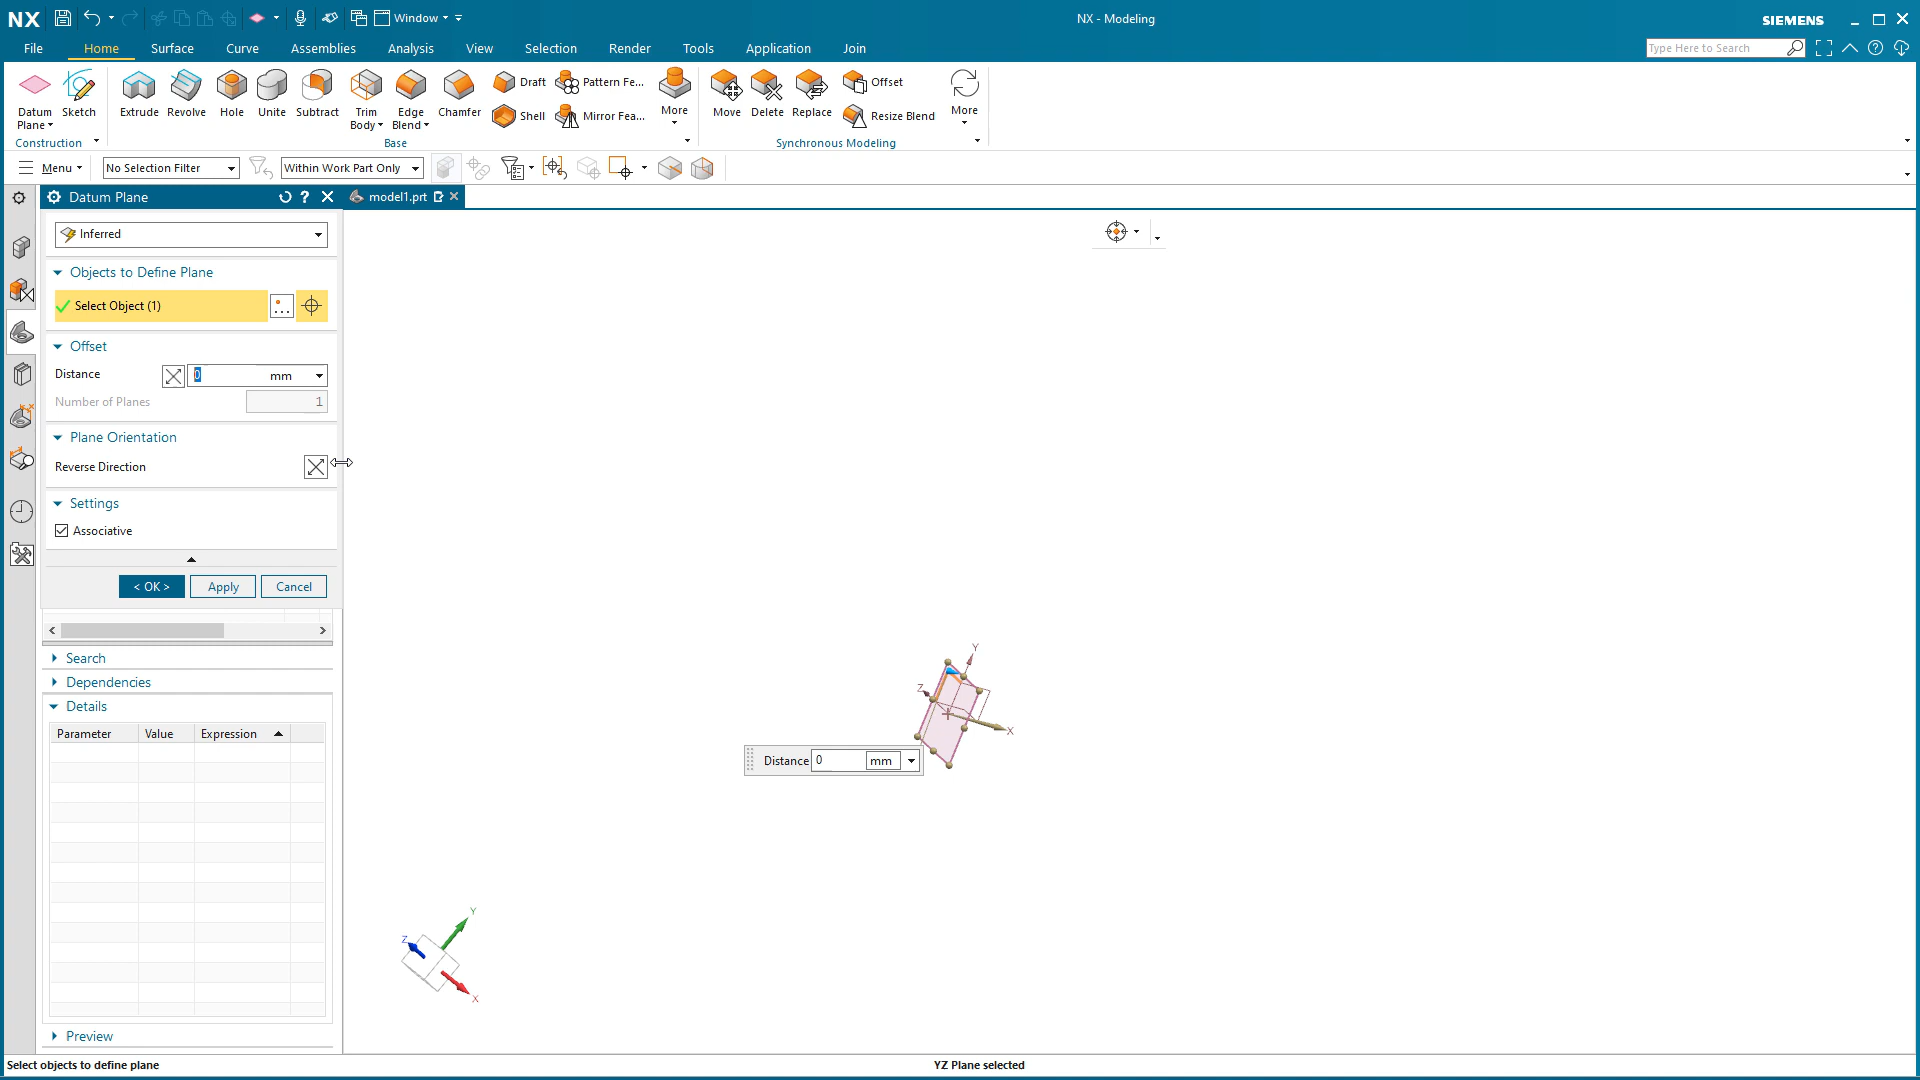 NX
Window
NX - Modeling
SIEMENS
File
Home
Surface
Curve
Assemblies
Analysis
View
Selection
Render
Tools
Application
Join
Type Here to Search
Datum Plane
Sketch
Extrude
Revolve
Hole
Unite
Subtract
Trim Body
Edge Blend
Chamfer
Draft
Shell
Pattern Fe...
Mirror Fea...
More
Move
Delete
Replace
Offset
Resize Blend
More
Construction
Base
Synchronous Modeling
Menu
No Selection Filter
Within Work Part Only
Datum Plane
model1.prt
Inferred
Objects to Define Plane
Select Object (1)
Offset
Distance
0
mm
Number of Planes
1
Plane Orientation
Reverse Direction
Settings
Associative
< OK >
Apply
Cancel
Search
Dependencies
Details
Parameter
Value
Expression
Preview
Y
Z
X
Distance
0
mm
Y
Z
X
Select objects to define plane
YZ Plane selected